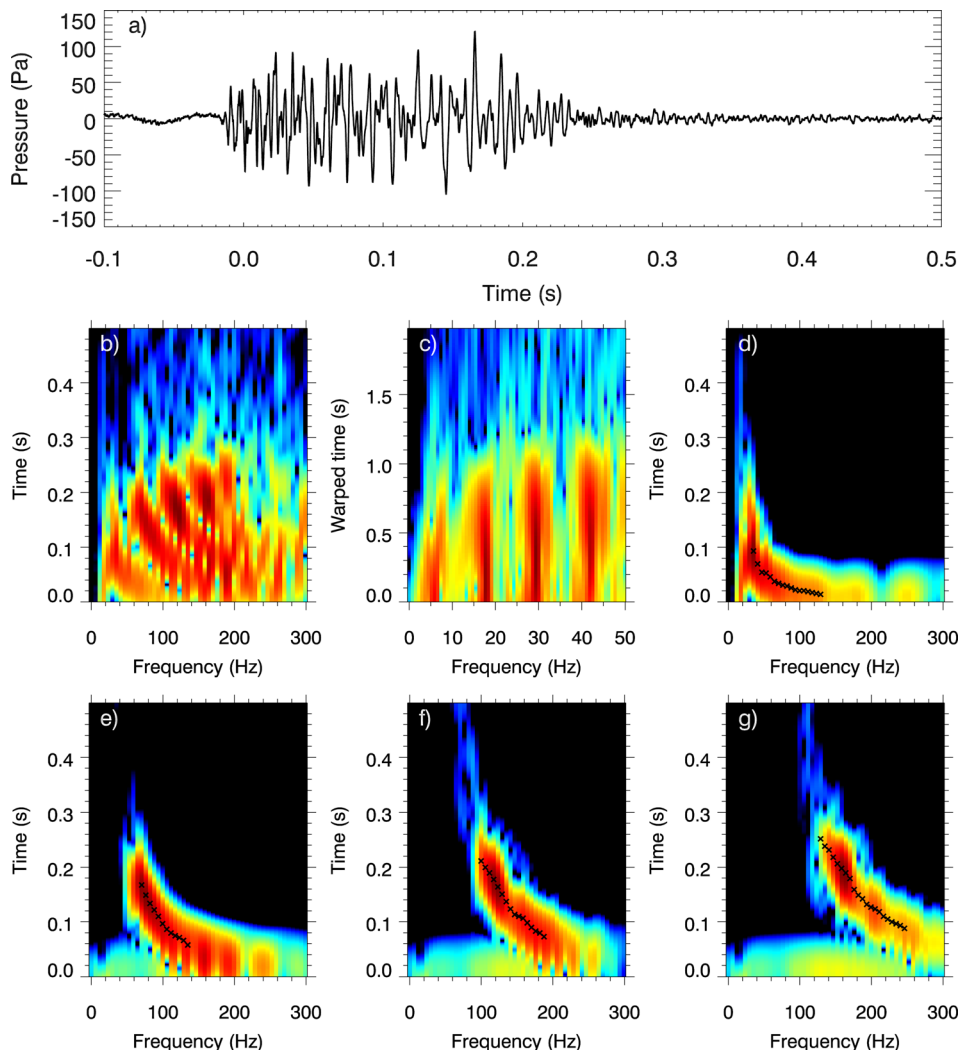 a)
Pressure (Pa)
150
100
50
0
-50
-100
-150
-0.1 0.0 0.1 0.2 0.3 0.4 0.5
Time (s)
b)
Time (s)
0.4
0.3
0.2
0.1
0.0
0 100 200 300
Frequency (Hz)
c)
Warped time (s)
1.5
1.0
0.5
0.0
0 10 20 30 40 50
Frequency (Hz)
d)
Time (s)
0.4
0.3
0.2
0.1
0.0
0 100 200 300
Frequency (Hz)
e)
Time (s)
0.4
0.3
0.2
0.1
0.0
0 100 200 300
Frequency (Hz)
f)
Time (s)
0.4
0.3
0.2
0.1
0.0
0 100 200 300
Frequency (Hz)
g)
Time (s)
0.4
0.3
0.2
0.1
0.0
0 100 200 300
Frequency (Hz)